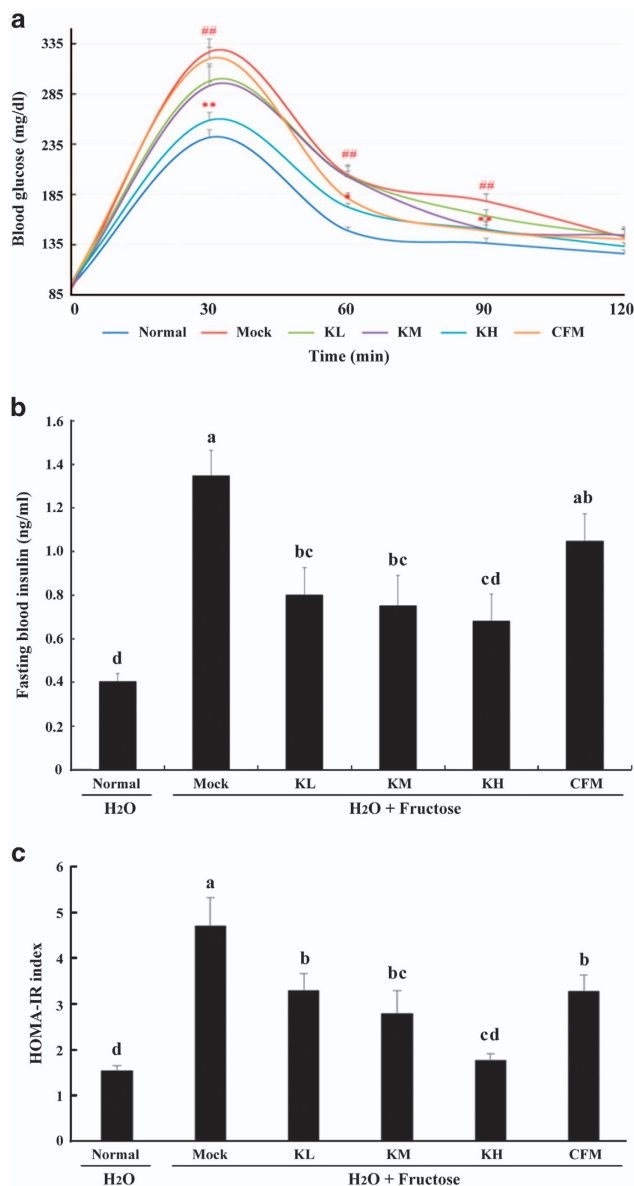 a
##
335
285
**
235
##
##
185
*
**
135
85
0
30
60
90
120
Blood glucose (mg/dl)
Normal Mock KL KM KH CFM
Time (min)
b
1.6
a
1.4
1.2
ab
1.0
bc
bc
0.8
cd
0.6
d
0.4
0.2
0
Fasting blood insulin (ng/ml)
Normal Mock KL KM KH CFM
H2O H2O + Fructose
c
6
a
5
4
b
b
bc
3
cd
2
d
1
0
HOMA-IR index
Normal Mock KL KM KH CFM
H2O H2O + Fructose